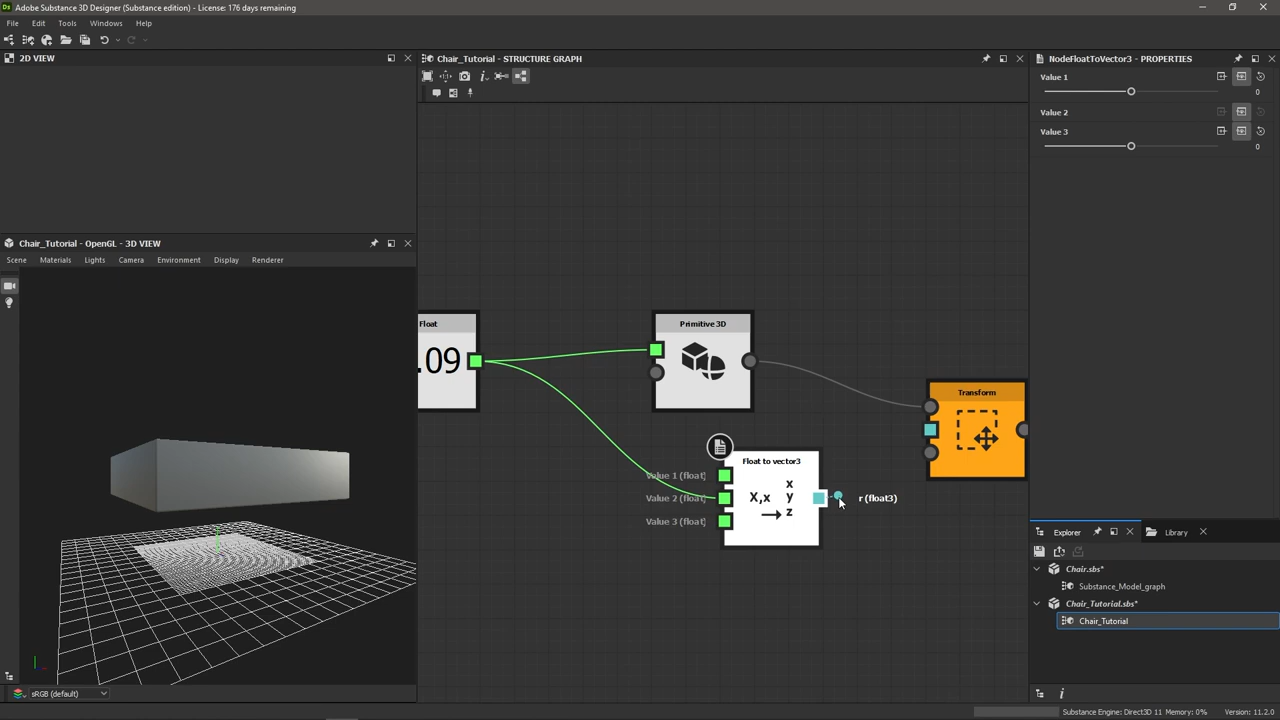 Adobe Substance 3D Designer (Substance edition) - License: 176 days remaining
File Edit Tools Windows Help
2D VIEW
Chair_Tutorial - OpenGL - 3D VIEW
Scene Materials Lights Camera Environment Display Renderer
sRGB (default)
Chair_Tutorial - STRUCTURE GRAPH
Float
.09
Primitive 3D
Transform
Float to vector3
Value 1 (float)
Value 2 (float)
Value 3 (float)
X,x
x
y
z
r (float3)
NodeFloatToVector3 - PROPERTIES
Value 1
0
Value 2
Value 3
0
Explorer
Library
Chair.sbs*
Substance_Model_graph
Chair_Tutorial.sbs*
Chair_Tutorial
Substance Engine: Direct3D 11 Memory: 0% Version: 11.2.0